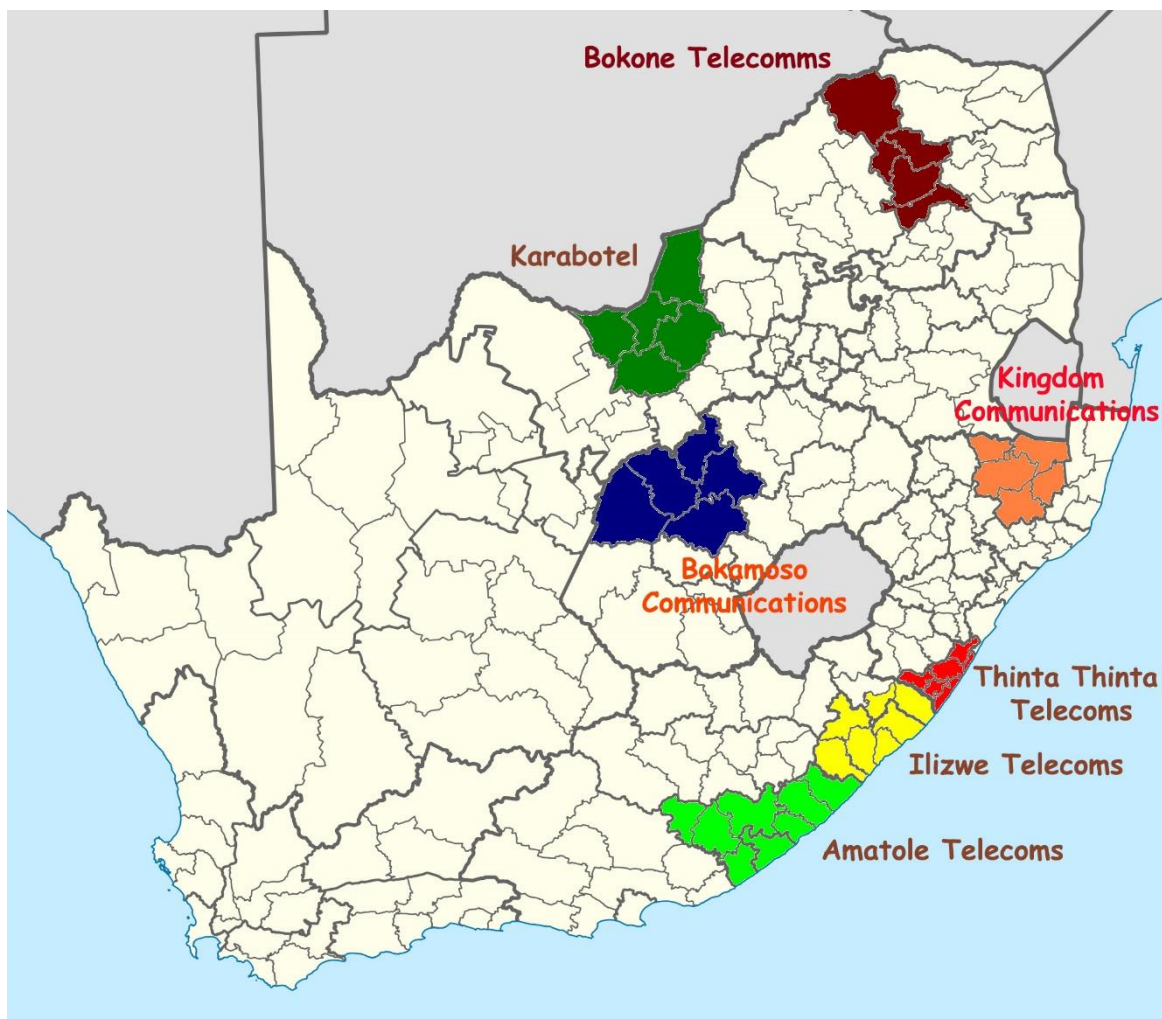 Bokone Telecomms
Karabotel
Kingdom
Communications
Bokamoso
Communications
Thinta Thinta
Telecoms
Ilizwe Telecoms
Amatole Telecoms